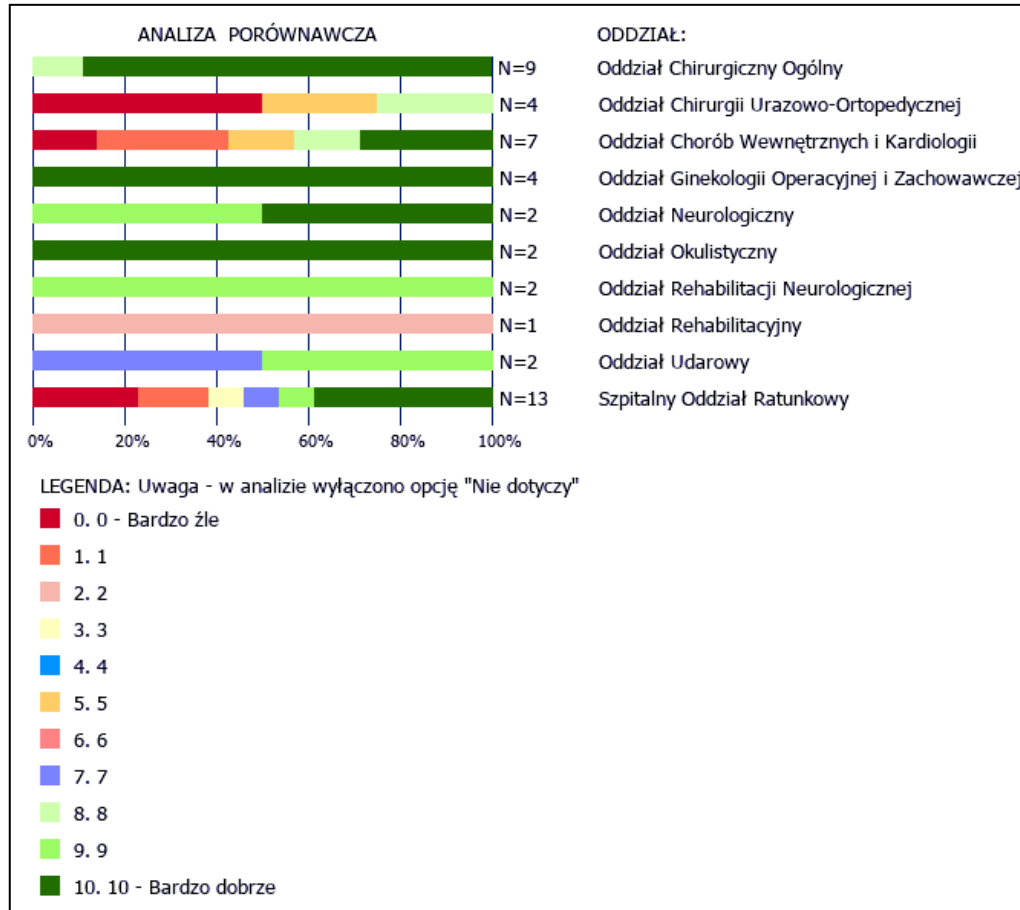 ANALIZA PORÓWNAWCZA ODDZIAŁ:
N=9 Oddział Chirurgiczny Ogólny
N=4 Oddział Chirurgii Urazowo-Ortopedycznej
N=7 Oddział Chorób Wewnętrznych i Kardiologii
N=4 Oddział Ginekologii Operacyjnej i Zachowawczej
N=2 Oddział Neurologiczny
N=2 Oddział Okulistyczny
N=2 Oddział Rehabilitacji Neurologicznej
N=1 Oddział Rehabilitacyjny
N=2 Oddział Udarowy
N=13 Szpitalny Oddział Ratunkowy
0% 20% 40% 60% 80% 100%
LEGENDA: Uwaga - w analizie wyłączono opcję "Nie dotyczy"
0. 0 - Bardzo źle
1. 1
2. 2
3. 3
4. 4
5. 5
6. 6
7. 7
8. 8
9. 9
10. 10 - Bardzo dobrze